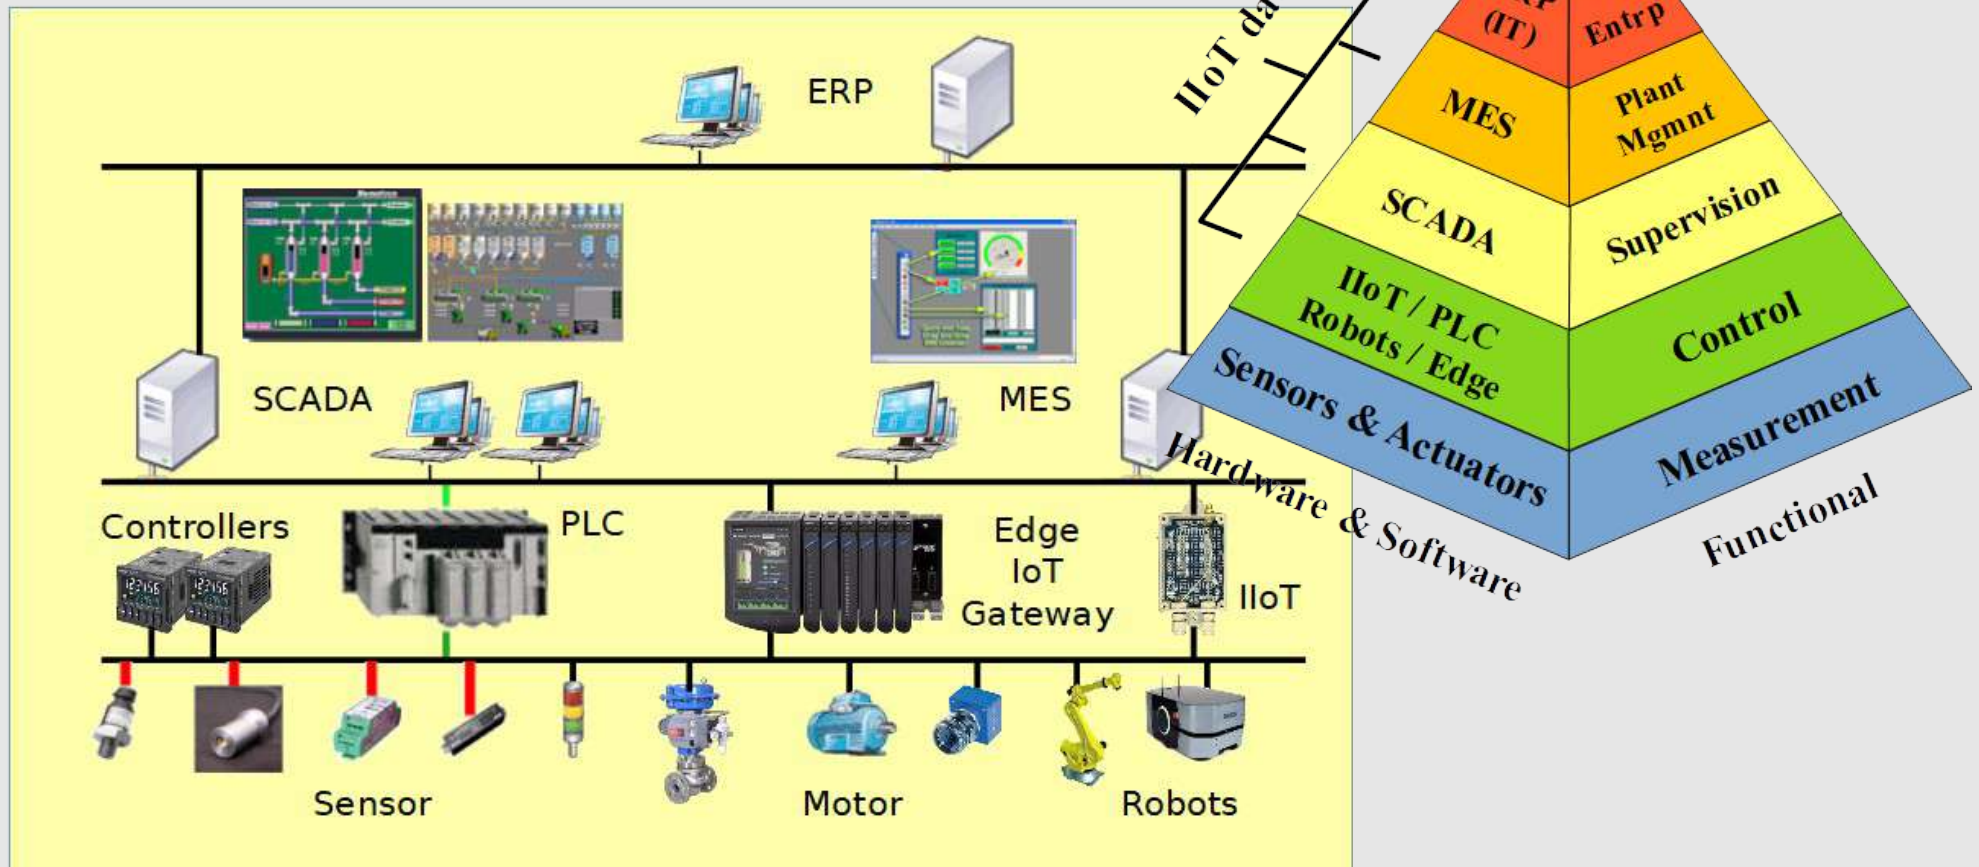 ERP
SCADA
MES
Controllers
PLC
Edge
IoT
Gateway
IIoT
Sensor
Motor
Robots
IIoT da
(IT)
Entrp
MES
Plant
Mgmnt
SCADA
Supervision
IIoT / PLC
Robots / Edge
Control
Sensors & Actuators
Measurement
Hardware & Software
Functional